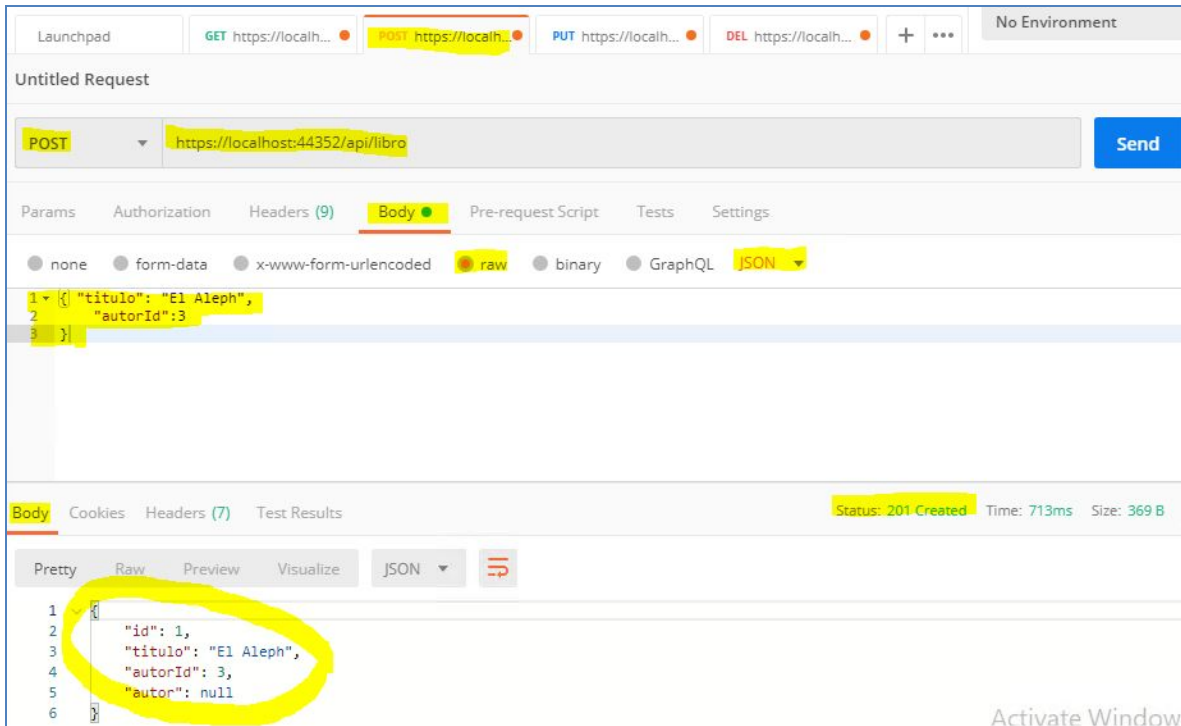 Launchpad GET https://localh... POST https://localh... PUT https://localh... DEL https://localh... + ••• No Environment
Untitled Request
POST https://localhost:44352/api/libro Send
Params Authorization Headers (9) Body Pre-request Script Tests Settings
none form-data x-www-form-urlencoded raw binary GraphQL JSON
1 { "titulo": "El Aleph",
2 "autorId":3
3 }
Body Cookies Headers (7) Test Results Status: 201 Created Time: 713ms Size: 369 B
Pretty Raw Preview Visualize JSON
1 {
2 "id": 1,
3 "titulo": "El Aleph",
4 "autorId": 3,
5 "autor": null
6 }
Activate Window